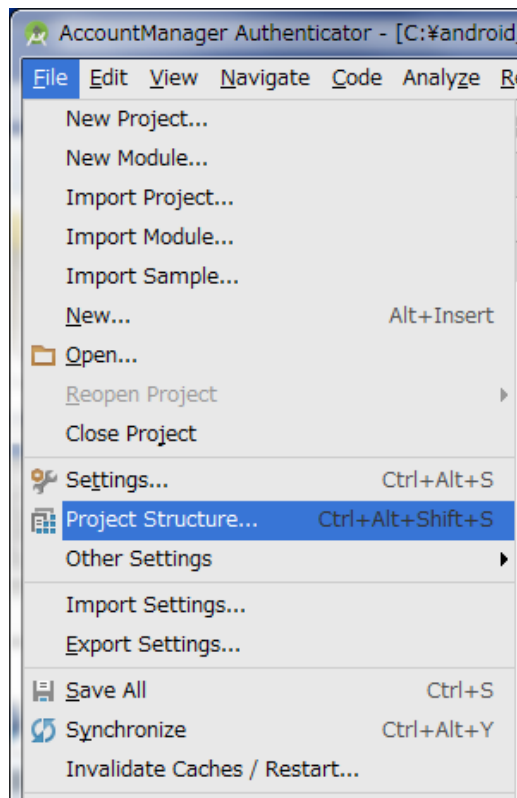 AccountManager Authenticator - [C:¥android
File Edit View Navigate Code Analyze
New Project...
New Module...
Import Project...
Import Module...
Import Sample...
New... Alt+Insert
Open...
Reopen Project
Close Project
Settings... Ctrl+Alt+S
Project Structure... Ctrl+Alt+Shift+S
Other Settings
Import Settings...
Export Settings...
Save All Ctrl+S
Synchronize Ctrl+Alt+Y
Invalidate Caches / Restart...